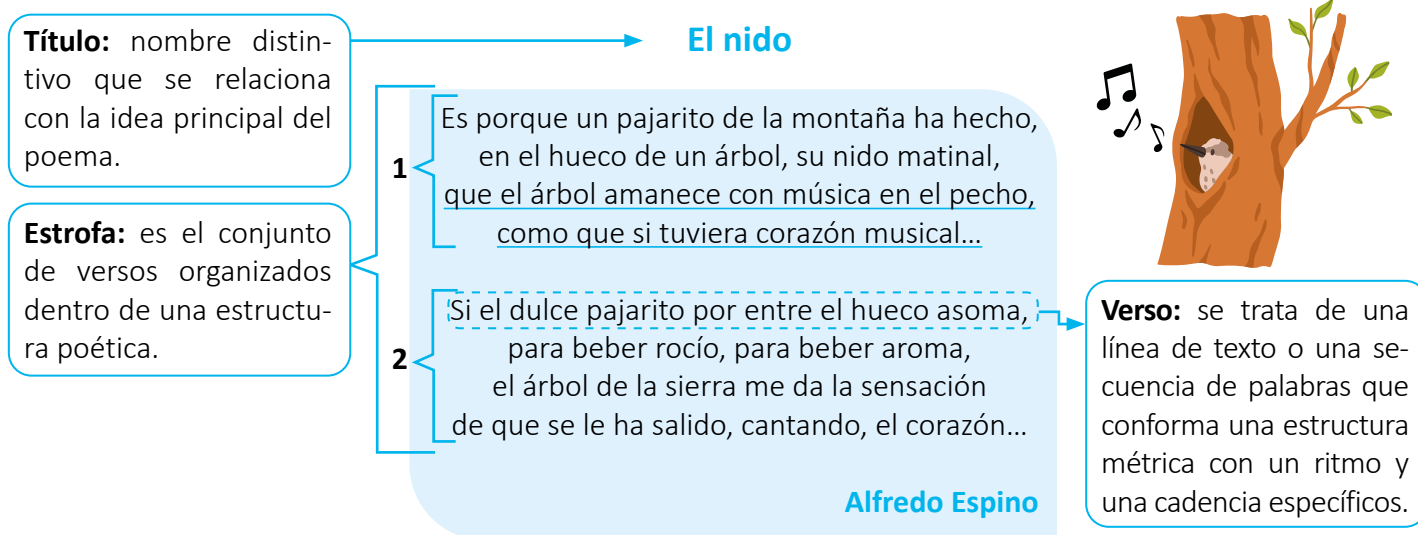 Título: nombre distin-
tivo que se relaciona
con la idea principal del
poema.
El nido
Estrofa: es el conjunto
de versos organizados
dentro de una estructu-
ra poética.
1
Es porque un pajarito de la montaña ha hecho,
en el hueco de un árbol, su nido matinal,
que el árbol amanece con música en el pecho,
como que si tuviera corazón musical...
2
Si el dulce pajarito por entre el hueco asoma,
para beber rocío, para beber aroma,
el árbol de la sierra me da la sensación
de que se le ha salido, cantando, el corazón...
Alfredo Espino
Verso: se trata de una
línea de texto o una se-
cuencia de palabras que
conforma una estructura
métrica con un ritmo y
una cadencia específicos.